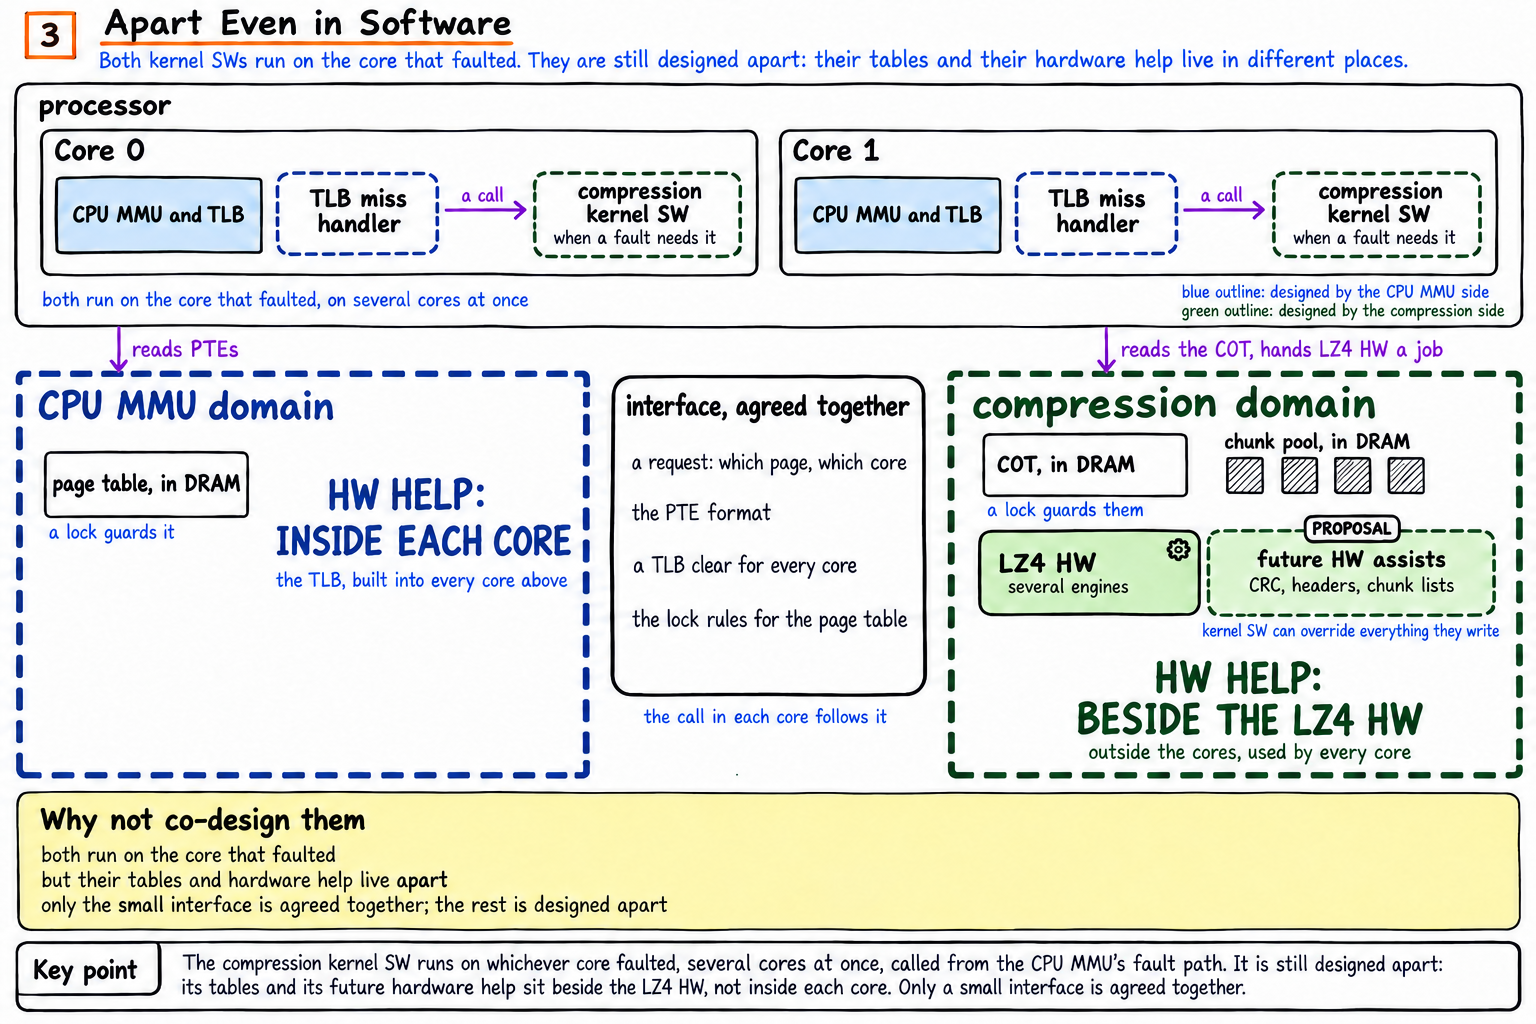 3
Apart Even in Software
Both kernel SWs run on the core that faulted. They are still designed apart: their tables and their hardware help live in different places.
processor
Core 0
CPU MMU and TLB
TLB miss
handler
a call
compression
kernel SW
when a fault needs it
Core 1
CPU MMU and TLB
TLB miss
handler
a call
compression
kernel SW
when a fault needs it
both run on the core that faulted, on several cores at once
blue outline: designed by the CPU MMU side
green outline: designed by the compression side
reads PTEs
reads the COT, hands LZ4 HW a job
CPU MMU domain
page table, in DRAM
a lock guards it
HW HELP:
INSIDE EACH CORE
the TLB, built into every core above
interface, agreed together
a request: which page, which core
the PTE format
a TLB clear for every core
the lock rules for the page table
the call in each core follows it
compression domain
COT, in DRAM
a lock guards them
chunk pool, in DRAM
LZ4 HW
several engines
PROPOSAL
future HW assists
CRC, headers, chunk lists
kernel SW can override everything they write
HW HELP:
BESIDE THE LZ4 HW
outside the cores, used by every core
Why not co-design them
both run on the core that faulted
but their tables and hardware help live apart
only the small interface is agreed together; the rest is designed apart
Key point
The compression kernel SW runs on whichever core faulted, several cores at once, called from the CPU MMU's fault path. It is still designed apart:
its tables and its future hardware help sit beside the LZ4 HW, not inside each core. Only a small interface is agreed together.